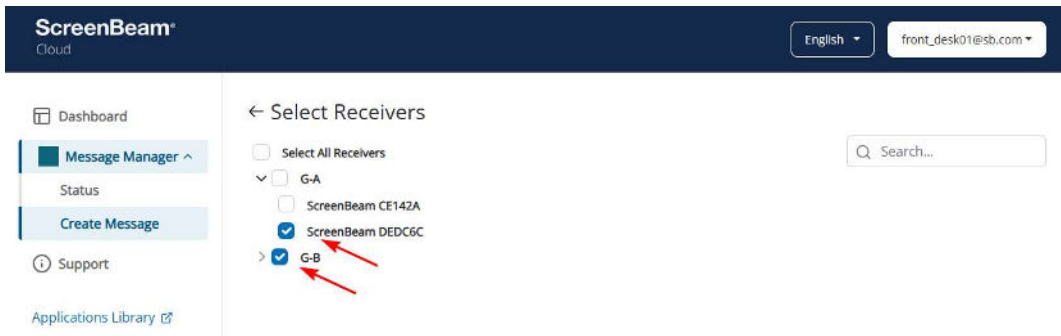 ScreenBeam®
Cloud
English
front_desk01@sb.com
Dashboard
Message Manager
Status
Create Message
Support
Applications Library
← Select Receivers
Search...
Select All Receivers
G-A
ScreenBeam CE142A
ScreenBeam DEDC6C
G-B